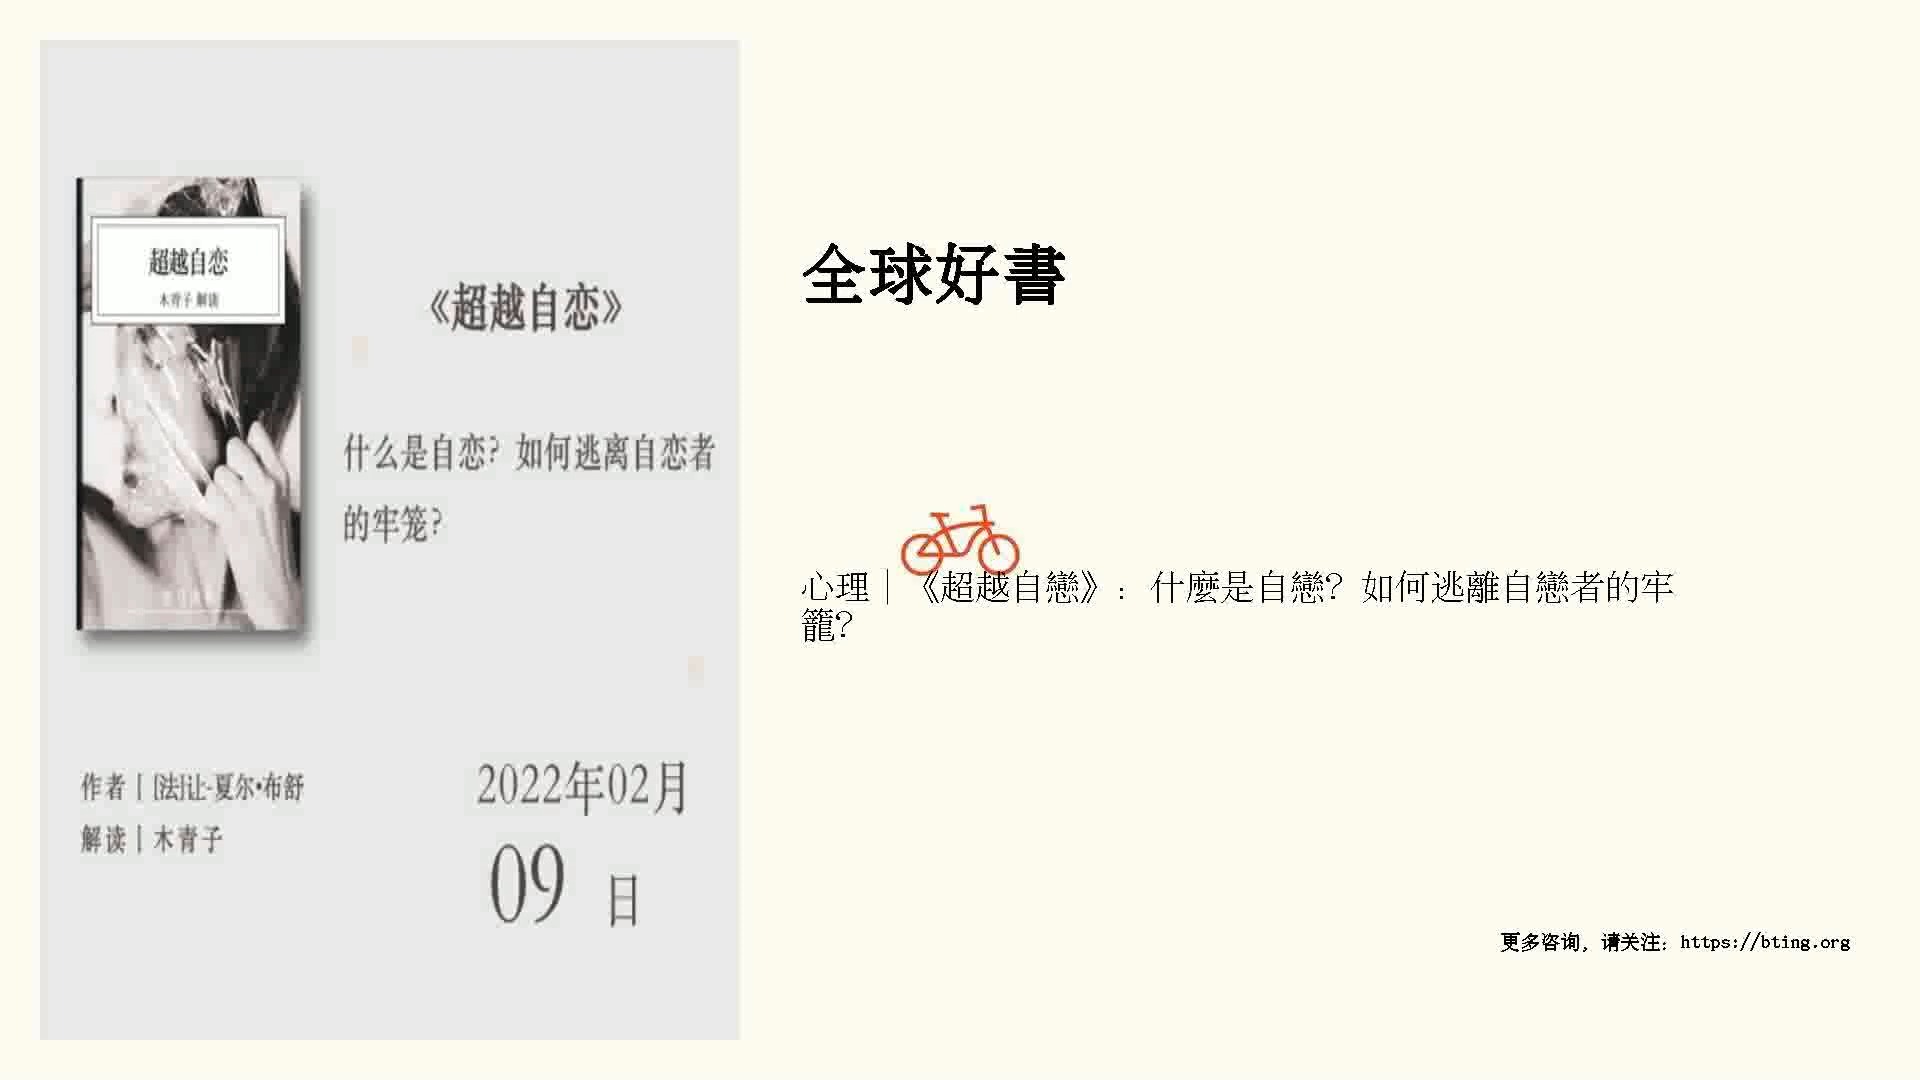 超越自恋
木青子 解读
《超越自恋》
什么是自恋？如何逃离自恋者
的牢笼？
作者丨[法]让-夏尔•布舒
解读丨木青子
2022年02月
09 日
全球好書
心理｜《超越自戀》：什麼是自戀？如何逃離自戀者的牢
籠？
更多咨询，请关注：https://bting.org